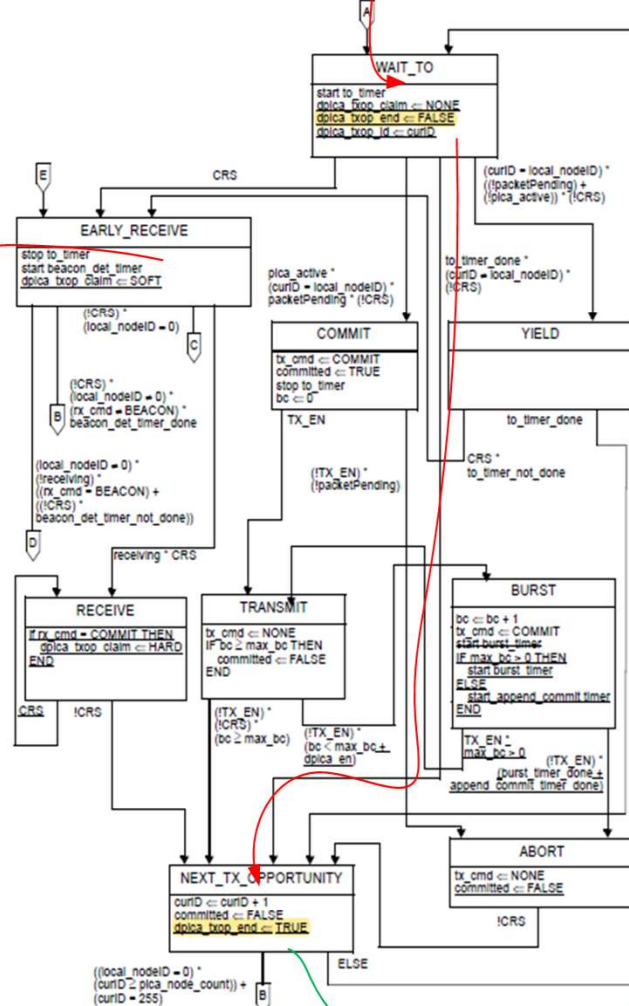 A
WAIT_TO
start to_timer
dplca_txop_claim ⇐ NONE
dplca_txop_end ⇐ FALSE
dplca_txop_id ⇐ curID
E
CRS
(curID = local_nodeID) *
((!packetPending) +
(!plca_active)) * (!CRS)
EARLY_RECEIVE
stop to_timer
start beacon_det_timer
dplca_txop_claim ⇐ SOFT
plca_active *
(curID = local_nodeID) *
packetPending * (!CRS)
to_timer_done *
(curID ≠ local_nodeID) *
(!CRS)
(!CRS) *
(local_nodeID = 0)
C
COMMIT
tx_cmd ⇐ COMMIT
committed ⇐ TRUE
stop to_timer
bc ⇐ 0
YIELD
(!CRS) *
(local_nodeID ≠ 0) *
(rx_cmd ≠ BEACON) *
beacon_det_timer_done
B
TX_EN
to_timer_done
(local_nodeID ≠ 0) *
(!receiving) *
((rx_cmd = BEACON) +
((!CRS) *
beacon_det_timer_not_done))
(!TX_EN) *
(!packetPending)
CRS *
to_timer_not_done
D
receiving * CRS
RECEIVE
if rx_cmd = COMMIT THEN
dplca_txop_claim ⇐ HARD
END
TRANSMIT
tx_cmd ⇐ NONE
IF bc ≥ max_bc THEN
committed ⇐ FALSE
END
BURST
bc ⇐ bc + 1
tx_cmd ⇐ COMMIT
start burst_timer
IF max_bc > 0 THEN
start burst_timer
ELSE
start_append_commit timer
END
CRS
!CRS
(!TX_EN) *
(!CRS) *
(bc ≥ max_bc)
(!TX_EN) *
(bc < max_bc +
dplca_en)
TX_EN *
max_bc > 0
(!TX_EN) *
(burst_timer_done +
append_commit_timer_done)
ABORT
tx_cmd ⇐ NONE
committed ⇐ FALSE
NEXT_TX_OPPORTUNITY
curID ⇐ curID + 1
committed ⇐ FALSE
dplca_txop_end ⇐ TRUE
!CRS
((local_nodeID = 0) *
(curID ≥ plca_node_count)) +
(curID = 255)
B
ELSE